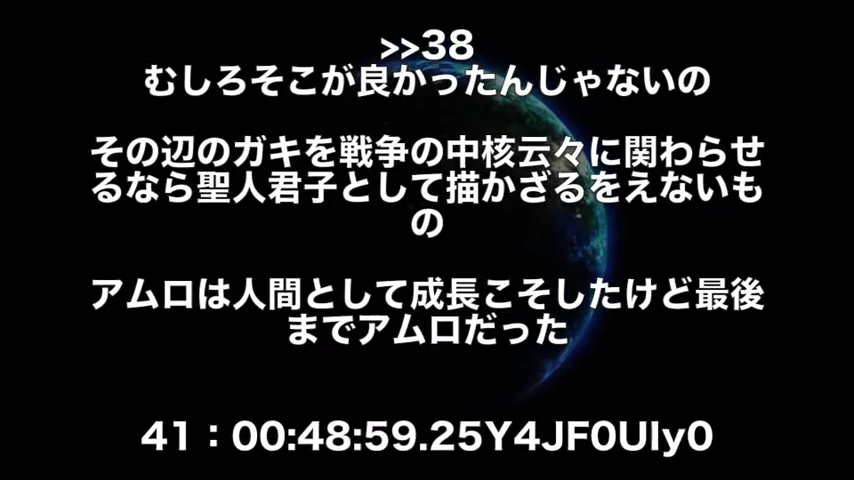 >>38
むしろそこが良かったんじゃないの
その辺のガキを戦争の中核云々に関わらせ
るなら聖人君子として描かざるをえないも
の
アムロは人間として成長こそしたけど最後
までアムロだった
41：00:48:59.25Y4JF0UIy0